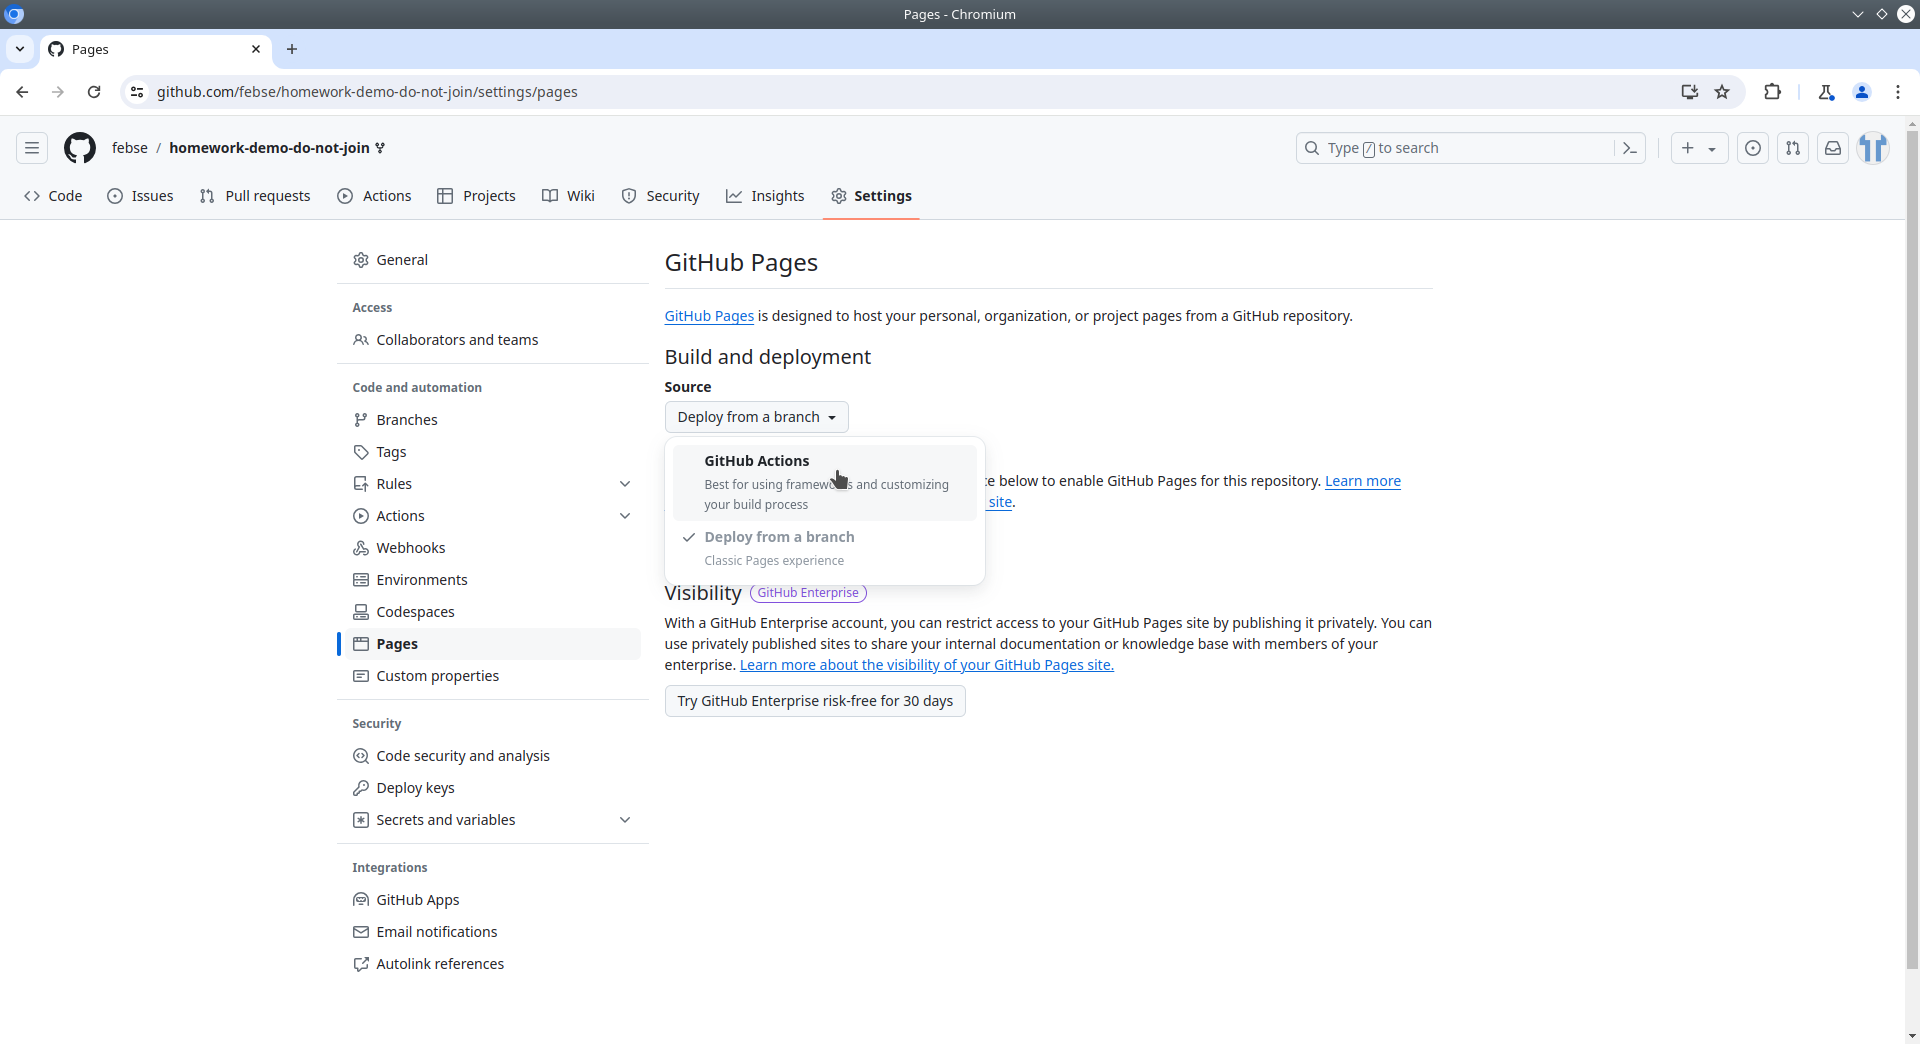 Pages - Chromium
Pages
github.com/febse/homework-demo-do-not-join/settings/pages
febse / homework-demo-do-not-join
Type / to search
Code Issues Pull requests Actions Projects Wiki Security Insights Settings
General
Access
Collaborators and teams
Code and automation
Branches
Tags
Rules
Actions
Webhooks
Environments
Codespaces
Pages
Custom properties
Security
Code security and analysis
Deploy keys
Secrets and variables
Integrations
GitHub Apps
Email notifications
Autolink references
GitHub Pages
GitHub Pages is designed to host your personal, organization, or project pages from a GitHub repository.
Build and deployment
Source
Deploy from a branch
GitHub Actions
Best for using frameworks and customizing
your build process
Deploy from a branch
Classic Pages experience
below to enable GitHub Pages for this repository. Learn more
site.
Visibility GitHub Enterprise
With a GitHub Enterprise account, you can restrict access to your GitHub Pages site by publishing it privately. You can
use privately published sites to share your internal documentation or knowledge base with members of your
enterprise. Learn more about the visibility of your GitHub Pages site.
Try GitHub Enterprise risk-free for 30 days